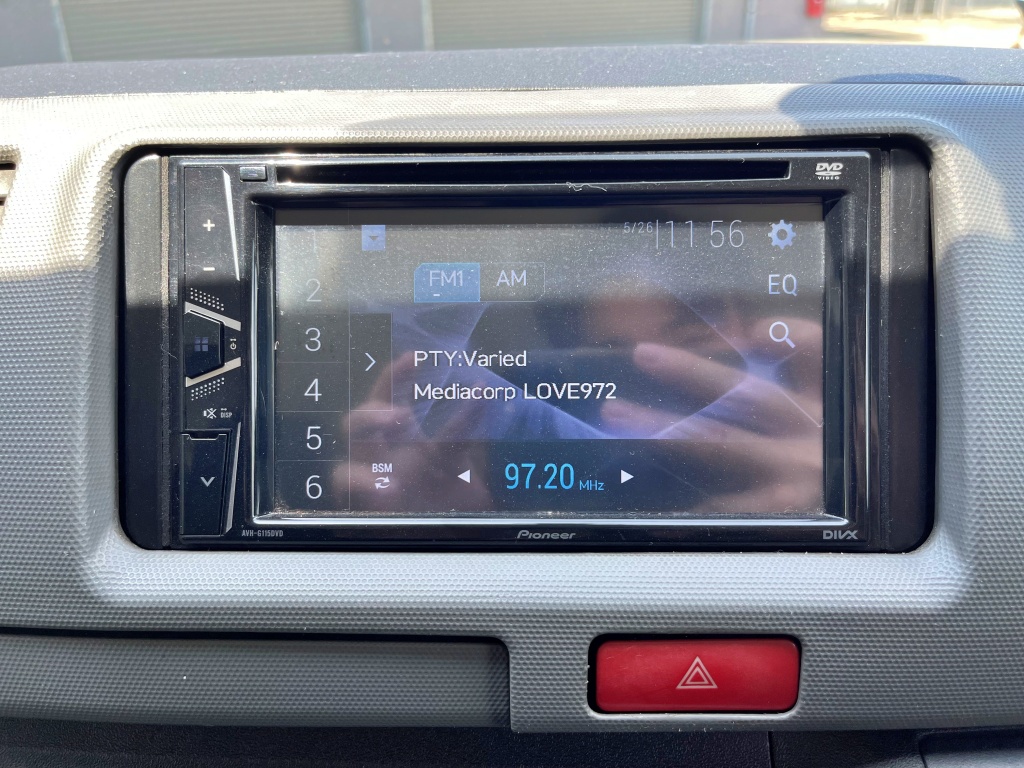 DVD
VIDEO
1
5/26 11 56
FM1 AM
EQ
2
3
4
5
6
PTY:Varied
Mediacorp LOVE972
BSM
97.20 MHz
DISP
AVH-G115DVD
Pioneer
DIVX